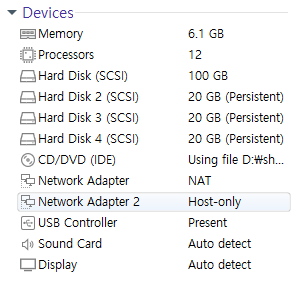 Devices
Memory 6.1 GB
Processors 12
Hard Disk (SCSI) 100 GB
Hard Disk 2 (SCSI) 20 GB (Persistent)
Hard Disk 3 (SCSI) 20 GB (Persistent)
Hard Disk 4 (SCSI) 20 GB (Persistent)
CD/DVD (IDE) Using file D:₩sh...
Network Adapter NAT
Network Adapter 2 Host-only
USB Controller Present
Sound Card Auto detect
Display Auto detect